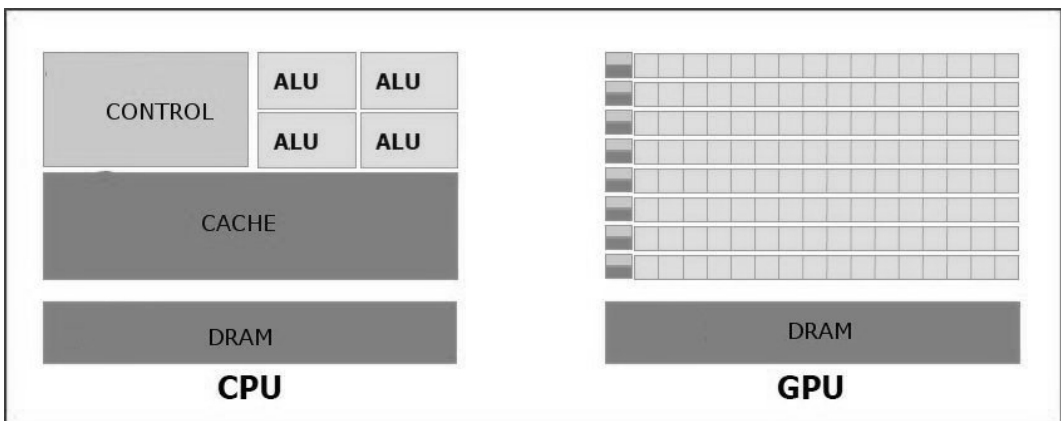 CONTROL
ALU ALU
ALU ALU
CACHE
DRAM
CPU
DRAM
GPU